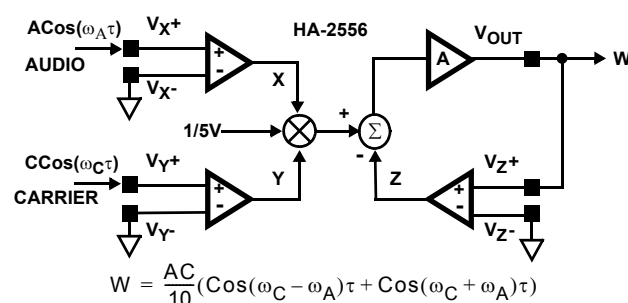 ACos(ω_Aτ)
AUDIO
V_X+
V_X-
+
-
X
HA-2556
1/5V
+
Σ
-
A
V_OUT
W
CCos(ω_Cτ)
CARRIER
V_Y+
V_Y-
+
-
Y
Z
+
-
V_Z+
V_Z-
W = AC/10 (Cos(ω_C – ω_A)τ + Cos(ω_C + ω_A)τ)